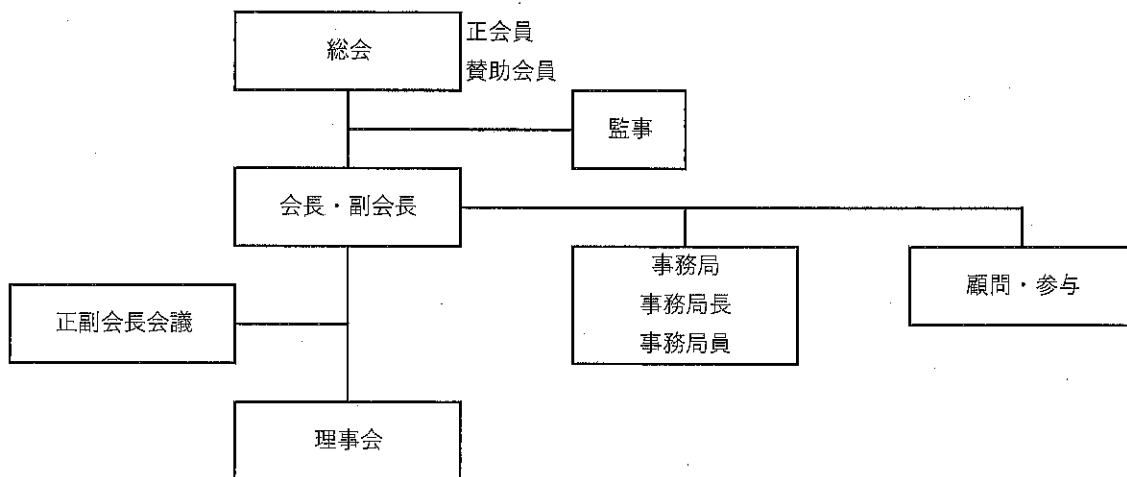 総会
正会員
賛助会員
監事
会長・副会長
事務局
事務局長
事務局員
顧問・参与
正副会長会議
理事会